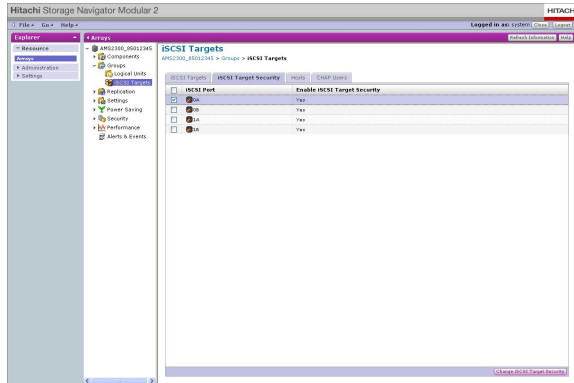 Hitachi Storage Navigator Modular 2
HITACH
File Go Help
Logged in as: system Close Logout
Explorer
Resource
Arrays
Administration
Settings
Arrays
Refresh Information Help
AMS2300_85012345
Components
Groups
Logical Units
iSCSI Targets
Replication
Settings
Power Saving
Security
Performance
Alerts & Events
iSCSI Targets
AMS2300_85012345 > Groups > iSCSI Targets
iSCSI Targets iSCSI Target Security Hosts CHAP Users
iSCSI Port Enable iSCSI Target Security
0A Yes
0B Yes
1A Yes
1B Yes
Change iSCSI Target Security